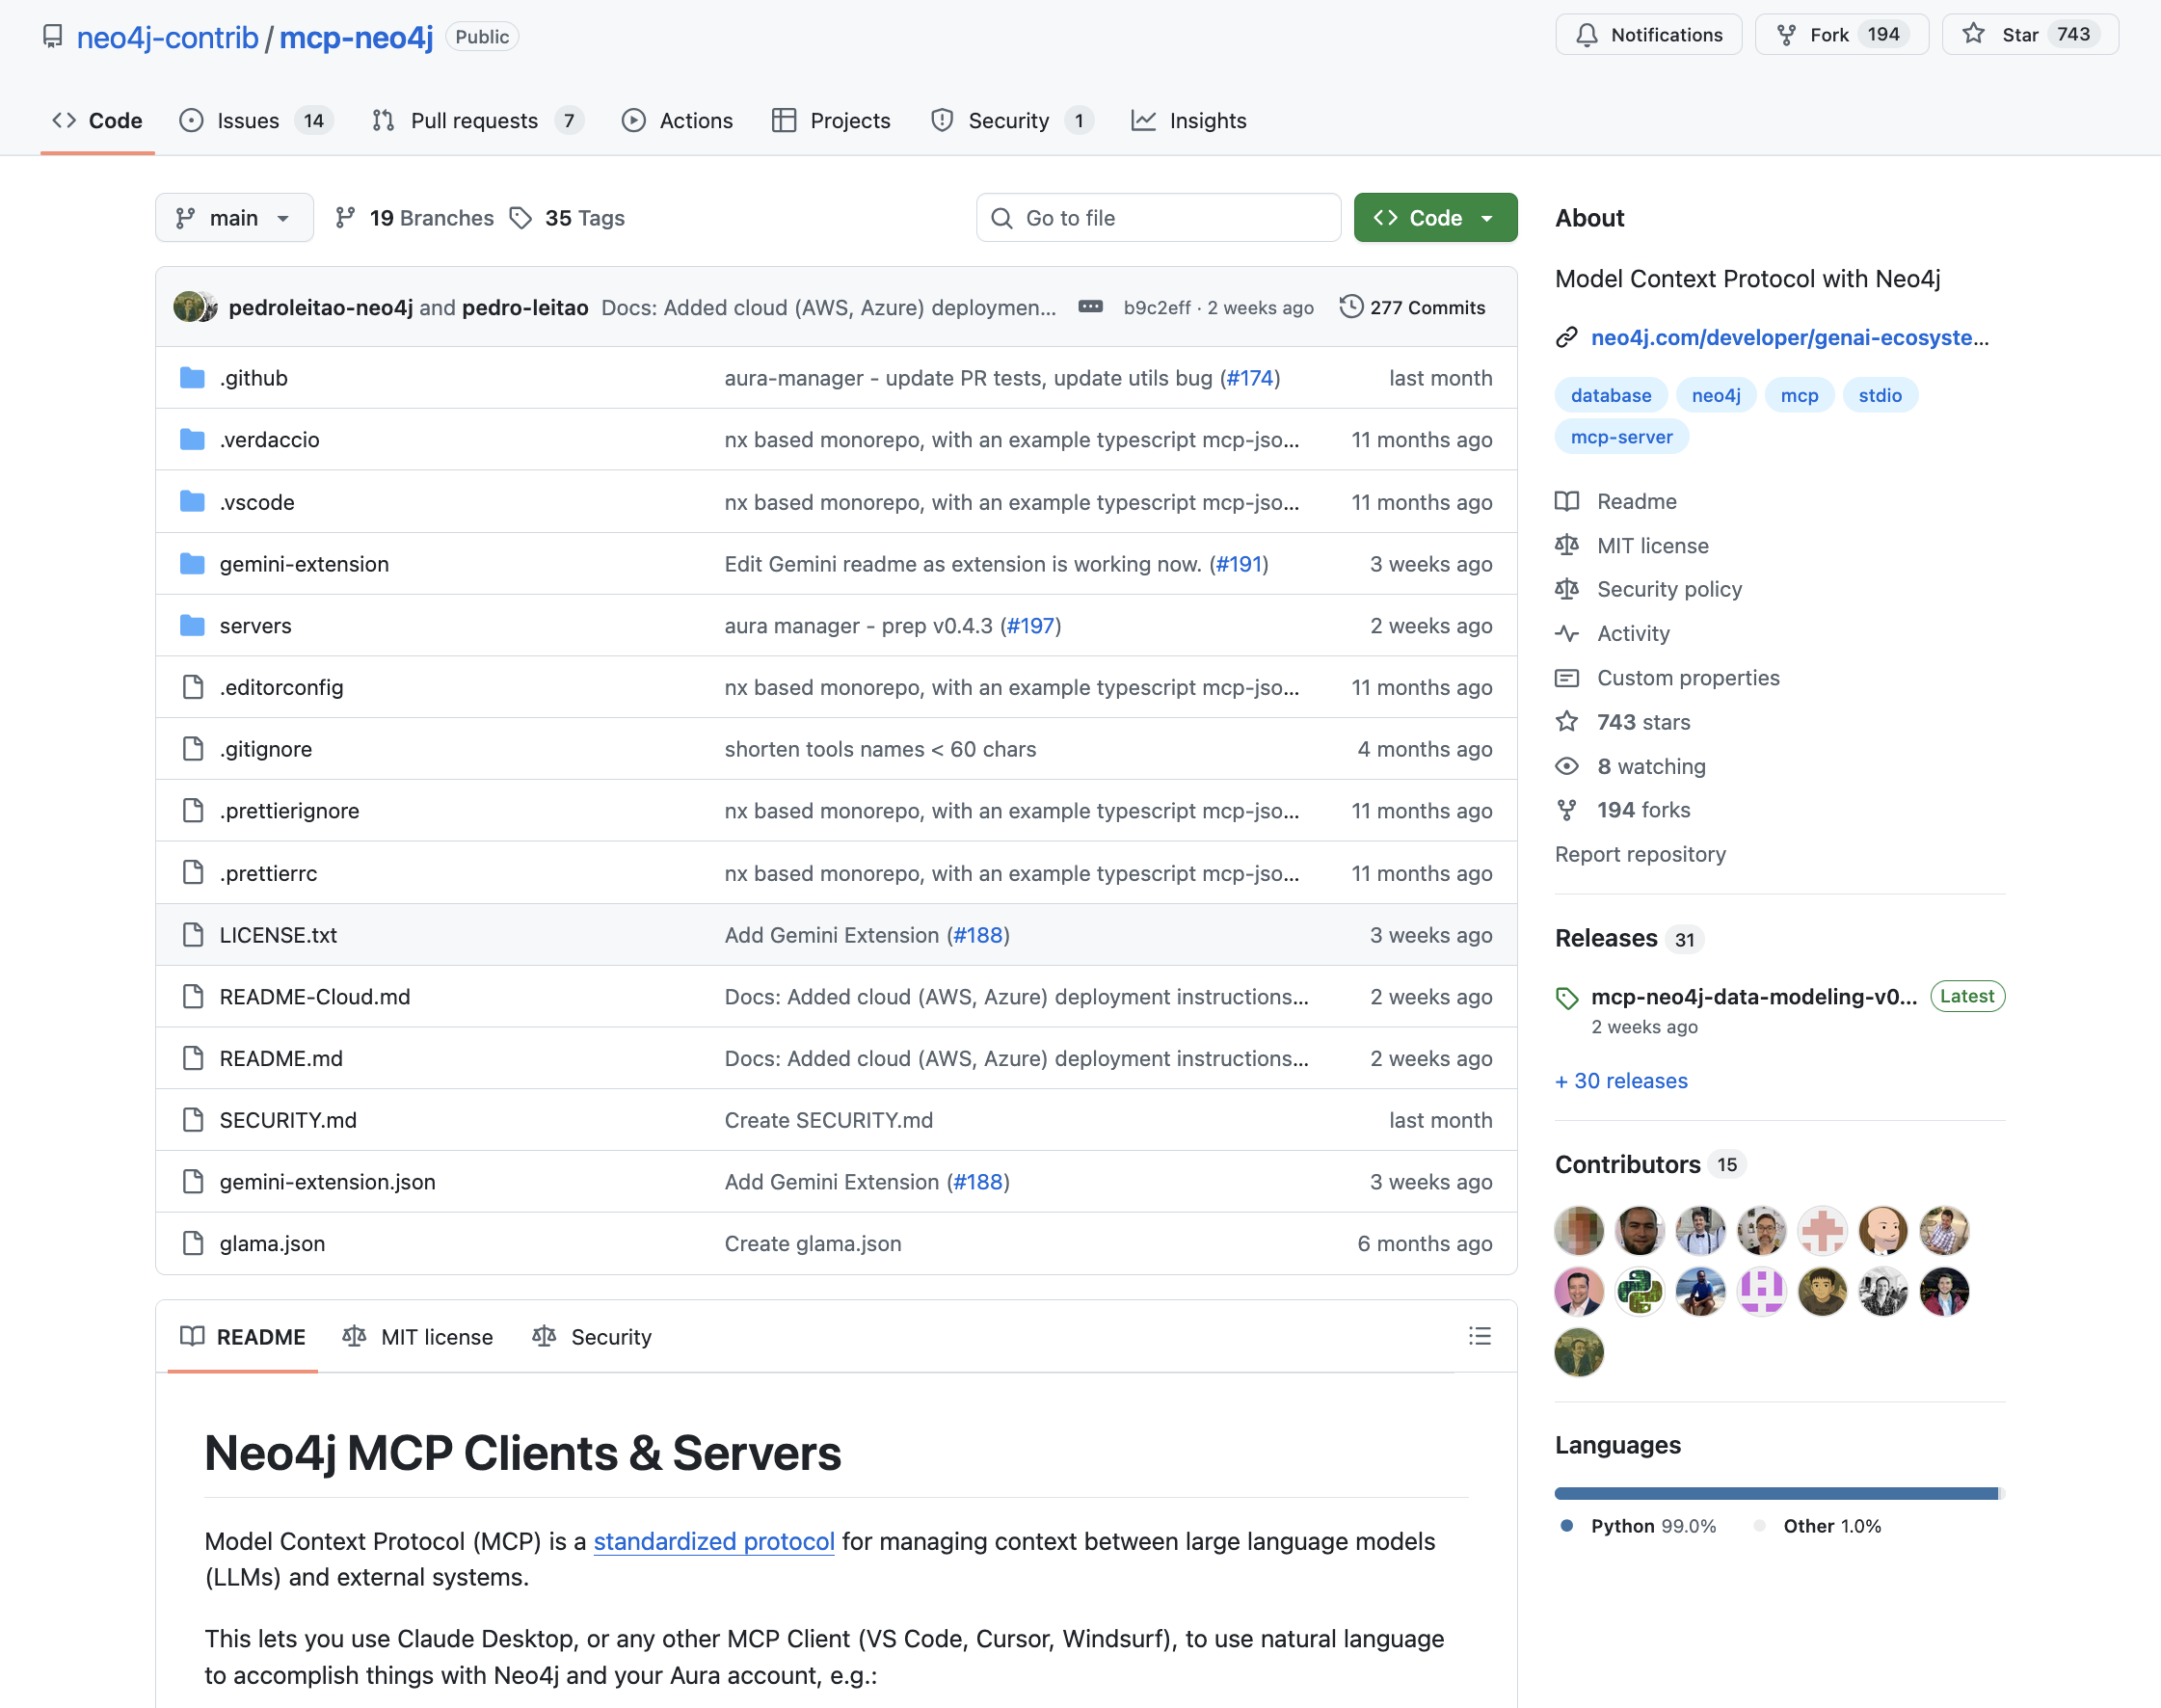 neo4j-contrib / mcp-neo4j Public
Notifications
Fork 194
Star 743
Code
Issues 14
Pull requests 7
Actions
Projects
Security 1
Insights
main
19 Branches
35 Tags
Go to file
Code
pedroleitao-neo4j and pedro-leitao Docs: Added cloud (AWS, Azure) deploymen... b9c2eff · 2 weeks ago 277 Commits
.github aura-manager - update PR tests, update utils bug (#174) last month
.verdaccio nx based monorepo, with an example typescript mcp-jso... 11 months ago
.vscode nx based monorepo, with an example typescript mcp-jso... 11 months ago
gemini-extension Edit Gemini readme as extension is working now. (#191) 3 weeks ago
servers aura manager - prep v0.4.3 (#197) 2 weeks ago
.editorconfig nx based monorepo, with an example typescript mcp-jso... 11 months ago
.gitignore shorten tools names < 60 chars 4 months ago
.prettierignore nx based monorepo, with an example typescript mcp-jso... 11 months ago
.prettierrc nx based monorepo, with an example typescript mcp-jso... 11 months ago
LICENSE.txt Add Gemini Extension (#188) 3 weeks ago
README-Cloud.md Docs: Added cloud (AWS, Azure) deployment instructions... 2 weeks ago
README.md Docs: Added cloud (AWS, Azure) deployment instructions... 2 weeks ago
SECURITY.md Create SECURITY.md last month
gemini-extension.json Add Gemini Extension (#188) 3 weeks ago
glama.json Create glama.json 6 months ago
README
MIT license
Security
Neo4j MCP Clients & Servers
Model Context Protocol (MCP) is a standardized protocol for managing context between large language models
(LLMs) and external systems.
This lets you use Claude Desktop, or any other MCP Client (VS Code, Cursor, Windsurf), to use natural language
to accomplish things with Neo4j and your Aura account, e.g.:
About
Model Context Protocol with Neo4j
neo4j.com/developer/genai-ecosyste...
database neo4j mcp stdio
mcp-server
Readme
MIT license
Security policy
Activity
Custom properties
743 stars
8 watching
194 forks
Report repository
Releases 31
mcp-neo4j-data-modeling-v0... Latest
2 weeks ago
+ 30 releases
Contributors 15
Languages
Python 99.0% Other 1.0%